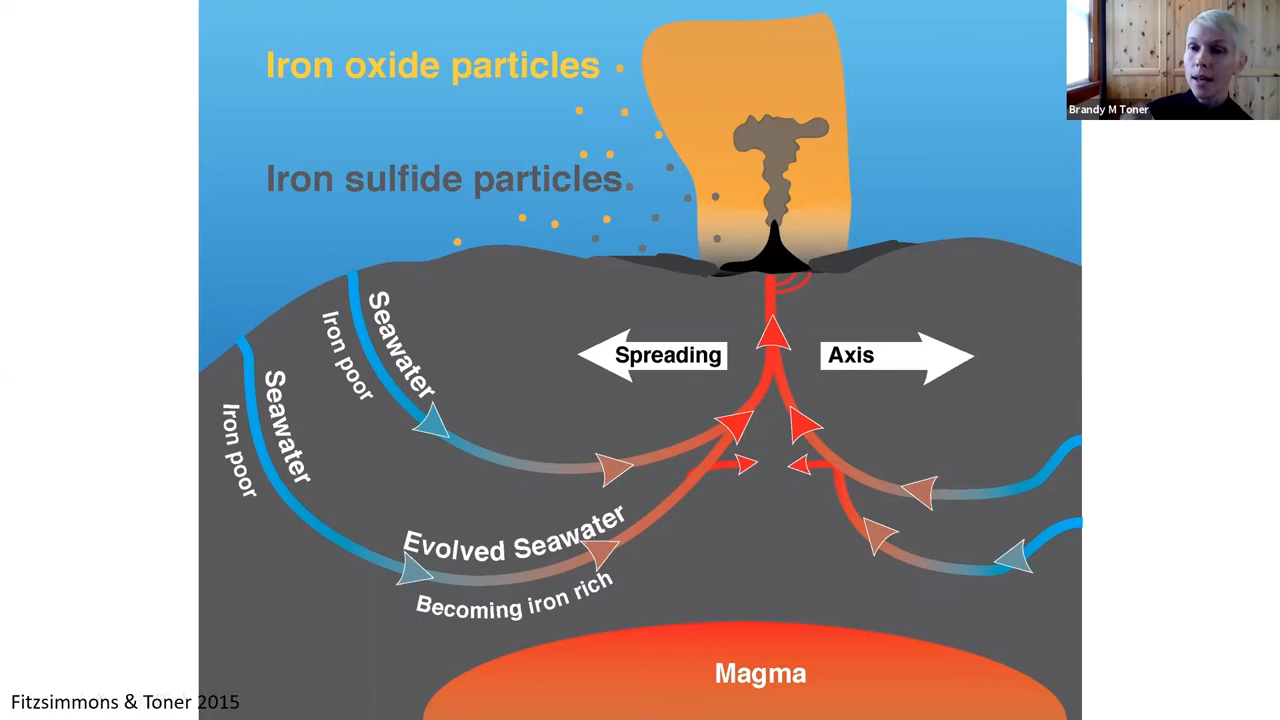 Iron oxide particles
Brandy M Toner
Iron sulfide particles
Seawater
Iron poor
Spreading
Axis
Seawater
Iron poor
Evolved Seawater
Becoming iron rich
Magma
Fitzsimmons & Toner 2015